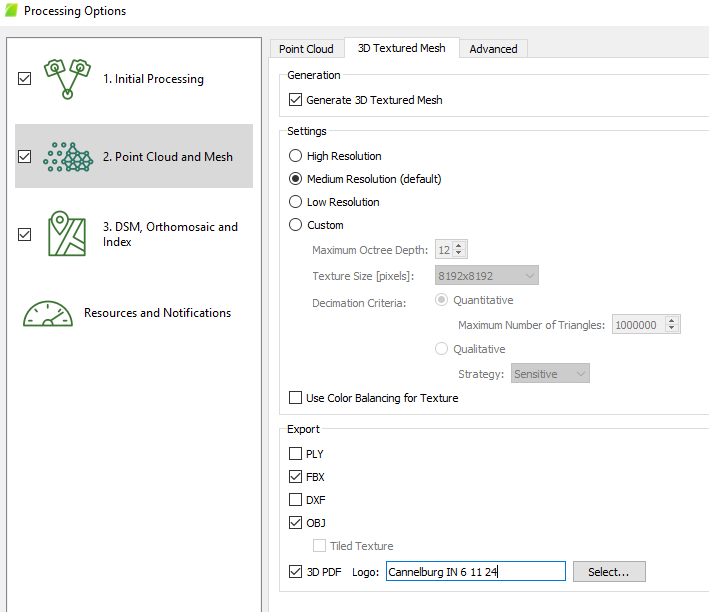 Processing Options
1. Initial Processing
2. Point Cloud and Mesh
3. DSM, Orthomosaic and
Index
Resources and Notifications
Point Cloud
3D Textured Mesh
Advanced
Generation
Generate 3D Textured Mesh
Settings
High Resolution
Medium Resolution (default)
Low Resolution
Custom
Maximum Octree Depth: 12
Texture Size [pixels]: 8192x8192
Decimation Criteria: Quantitative
Maximum Number of Triangles: 1000000
Qualitative
Strategy: Sensitive
Use Color Balancing for Texture
Export
PLY
FBX
DXF
OBJ
Tiled Texture
3D PDF Logo: Cannelburg IN 6 11 24 Select...